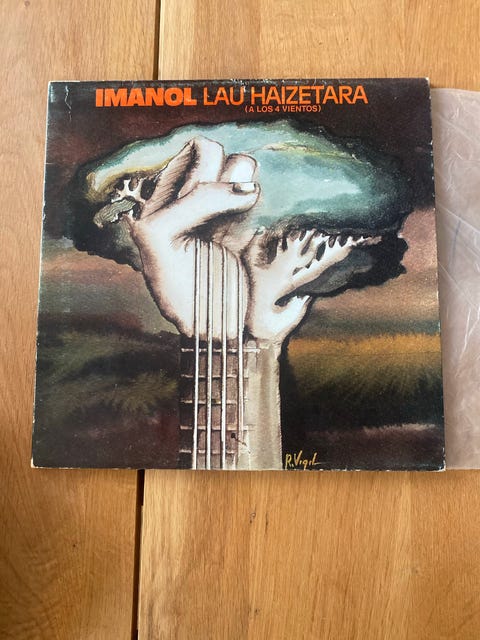 IMANOL LAU HAIZETARA
(A LOS 4 VIENTOS)
R. Vigil